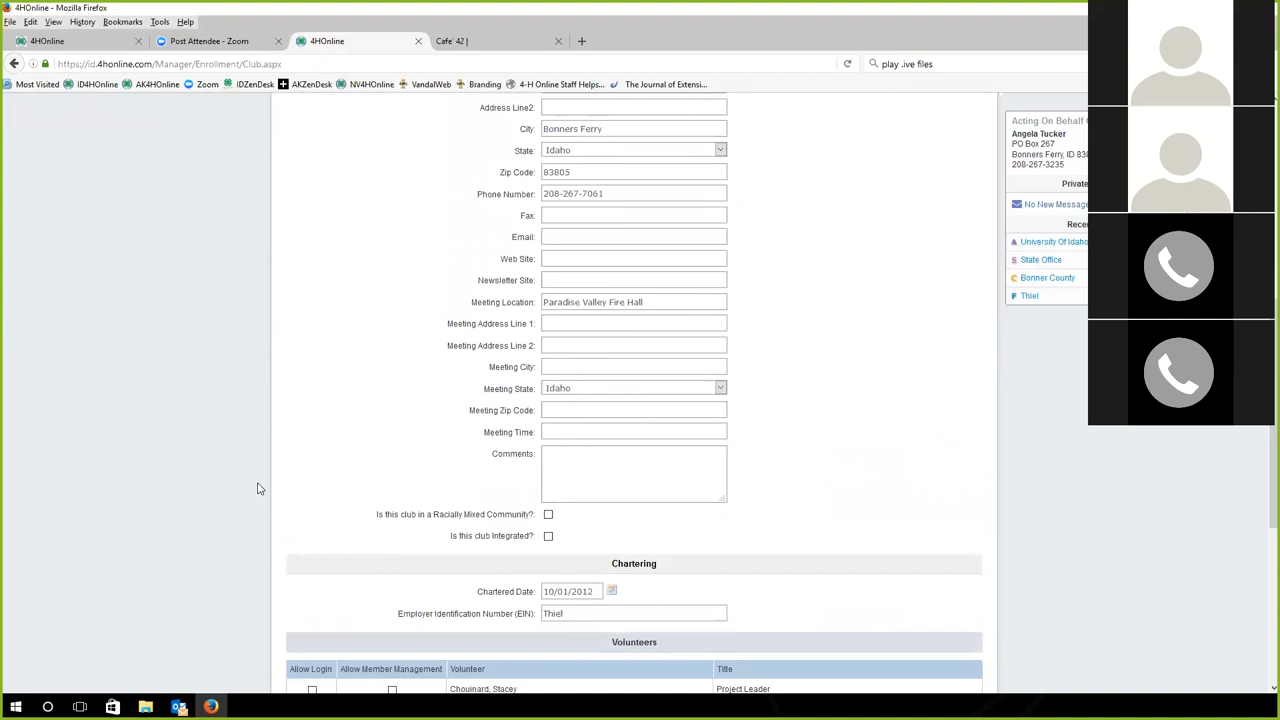 4HOnline - Mozilla Firefox
File Edit View History Bookmarks Tools Help
4HOnline Post Attendee - Zoom 4HOnline Cafe' 42 |
https://id.4honline.com/Manager/Enrollment/Club.aspx play .ive files
Most Visited ID4HOnline AK4HOnline Zoom IDZenDesk AKZenDesk NV4HOnline VandalWeb Branding 4-H Online Staff Helps... The Journal of Extensi...
Address Line2:
City: Bonners Ferry
State: Idaho
Zip Code: 83805
Phone Number: 208-267-7061
Fax:
Email:
Web Site:
Newsletter Site:
Meeting Location: Paradise Valley Fire Hall
Meeting Address Line 1:
Meeting Address Line 2:
Meeting City:
Meeting State: Idaho
Meeting Zip Code:
Meeting Time:
Comments:
Is this club in a Racially Mixed Community?:
Is this club Integrated?:
Chartering
Chartered Date: 10/01/2012
Employer Identification Number (EIN): Thiel
Volunteers
Allow Login Allow Member Management Volunteer Title
Chouinard, Stacey Project Leader
Acting On Behalf
Angela Tucker
PO Box 267
Bonners Ferry, ID
208-267-3235
Private
No New Message
University Of Idaho
State Office
Bonner County
Thiel